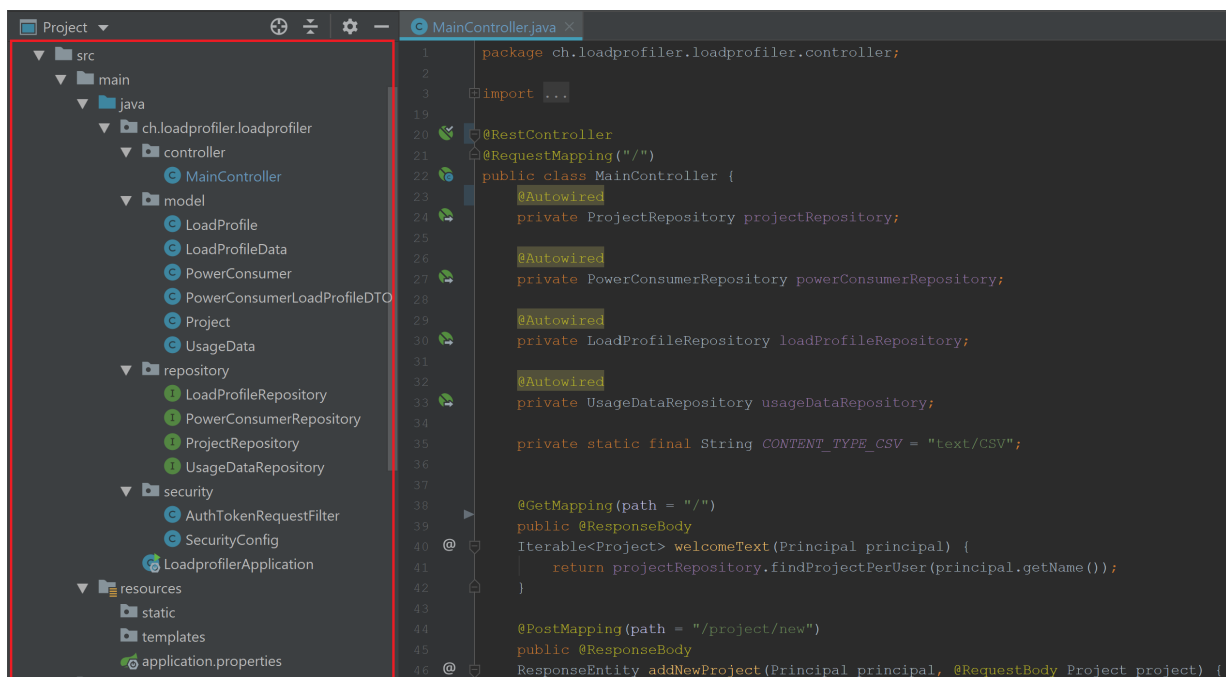 Project
src
main
java
ch.loadprofiler.loadprofiler
controller
MainController
model
LoadProfile
LoadProfileData
PowerConsumer
PowerConsumerLoadProfileDTO
Project
UsageData
repository
LoadProfileRepository
PowerConsumerRepository
ProjectRepository
UsageDataRepository
security
AuthTokenRequestFilter
SecurityConfig
LoadprofilerApplication
resources
static
templates
application.properties
MainController.java
1 package ch.loadprofiler.loadprofiler.controller;
2
3 import ...
19
20 @RestController
21 @RequestMapping("/")
22 public class MainController {
23 @Autowired
24 private ProjectRepository projectRepository;
25
26 @Autowired
27 private PowerConsumerRepository powerConsumerRepository;
28
29 @Autowired
30 private LoadProfileRepository loadProfileRepository;
31
32 @Autowired
33 private UsageDataRepository usageDataRepository;
34
35 private static final String CONTENT_TYPE_CSV = "text/CSV";
36
37
38 @GetMapping(path = "/")
39 public @ResponseBody
40 @ Iterable<Project> welcomeText(Principal principal) {
41 return projectRepository.findProjectPerUser(principal.getName());
42 }
43
44 @PostMapping(path = "/project/new")
45 public @ResponseBody
46 @ ResponseEntity addNewProject(Principal principal, @RequestBody Project project) {